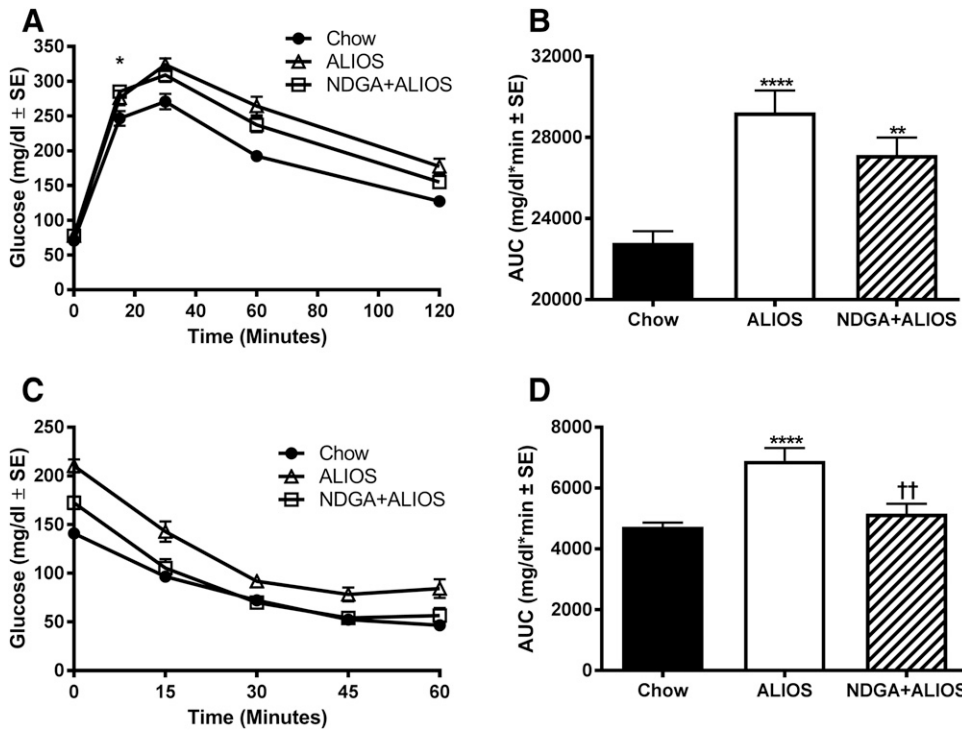 A
Glucose (mg/dl ± SE)
350
300
250
200
150
100
50
0
*
Chow
ALIOS
NDGA+ALIOS
0 20 40 60 80 100 120
Time (Minutes)
B
AUC (mg/dl*min ± SE)
32000
28000
24000
20000
****
**
Chow ALIOS NDGA+ALIOS
C
Glucose (mg/dl ± SE)
250
200
150
100
50
0
Chow
ALIOS
NDGA+ALIOS
0 15 30 45 60
Time (Minutes)
D
AUC (mg/dl*min ± SE)
8000
6000
4000
2000
0
****
††
Chow ALIOS NDGA+ALIOS